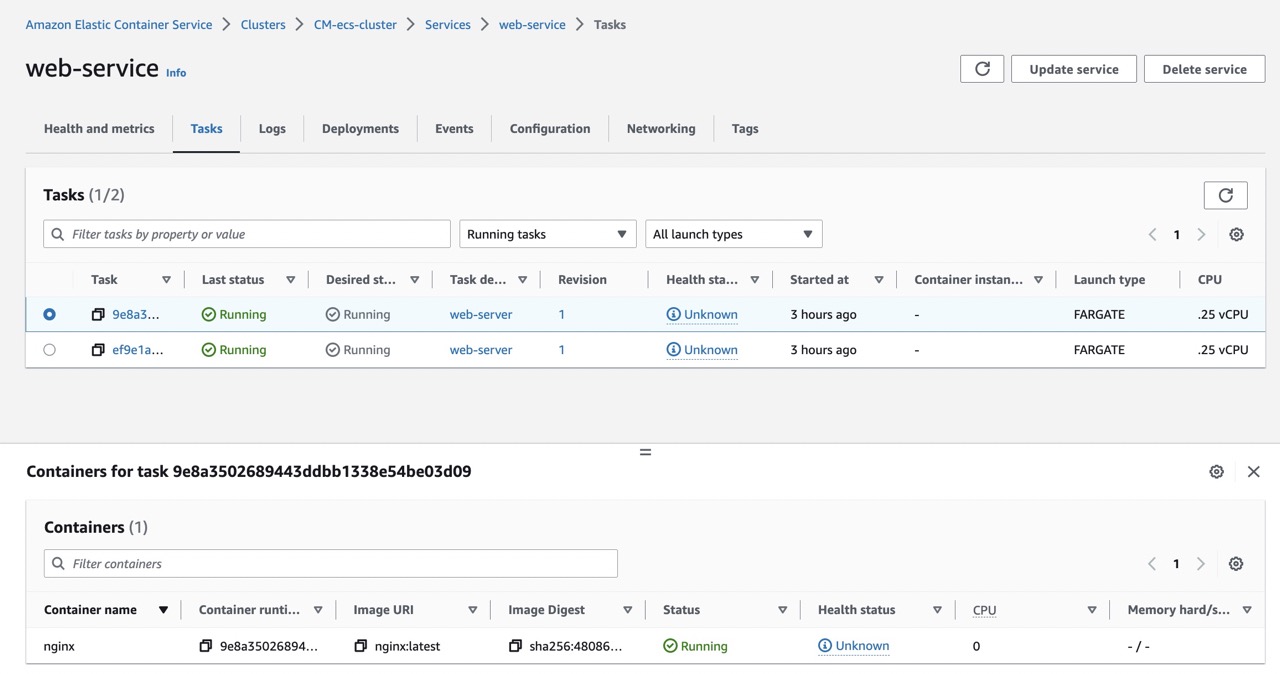 Amazon Elastic Container Service > Clusters > CM-ecs-cluster > Services > web-service > Tasks
web-service Info
Update service Delete service
Health and metrics Tasks Logs Deployments Events Configuration Networking Tags
Tasks (1/2)
Filter tasks by property or value Running tasks All launch types 1
Task Last status Desired st... Task de... Revision Health sta... Started at Container instan... Launch type CPU
9e8a3... Running Running web-server 1 Unknown 3 hours ago - FARGATE .25 vCPU
ef9e1a... Running Running web-server 1 Unknown 3 hours ago - FARGATE .25 vCPU
Containers for task 9e8a3502689443ddbb1338e54be03d09
Containers (1)
Filter containers 1
Container name Container runti... Image URI Image Digest Status Health status CPU Memory hard/s...
nginx 9e8a35026894... nginx:latest sha256:48086... Running Unknown 0 - / -